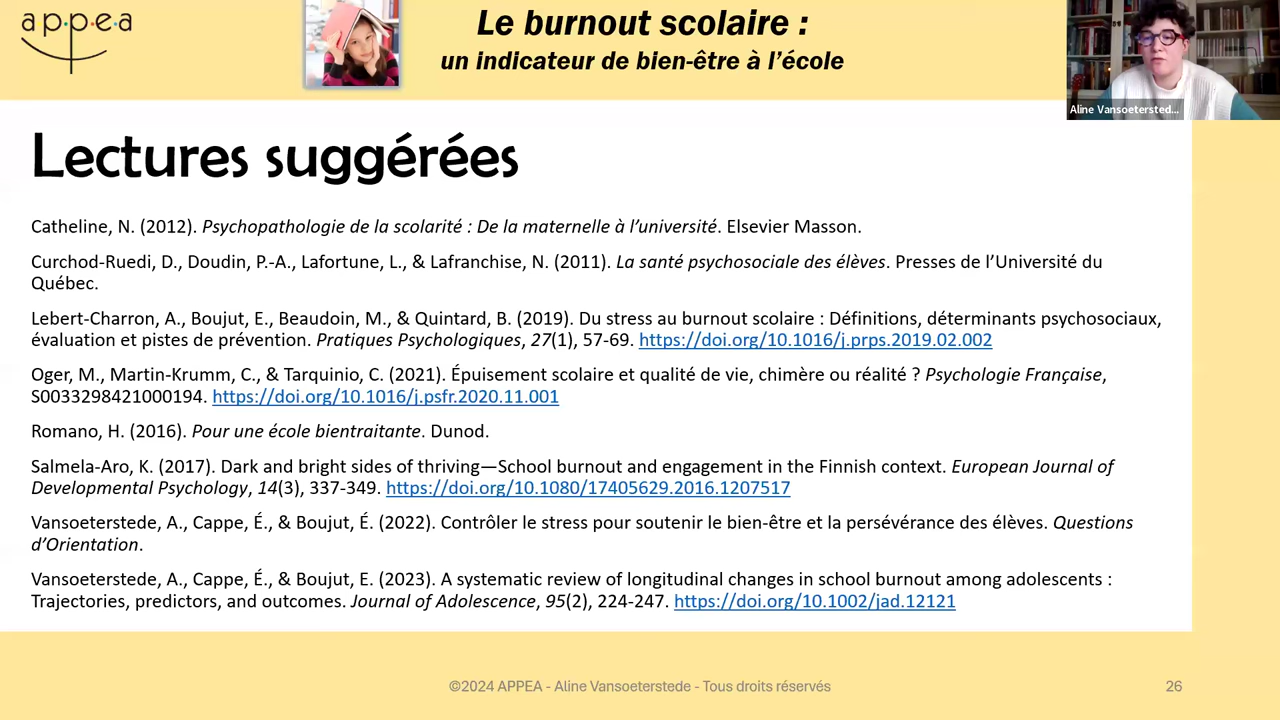 appea
Le burnout scolaire :
un indicateur de bien-être à l’école
Aline Vansoetersted...
Lectures suggérées
Catheline, N. (2012). Psychopathologie de la scolarité : De la maternelle à l’université. Elsevier Masson.
Curchod-Ruedi, D., Doudin, P.-A., Lafortune, L., & Lafranchise, N. (2011). La santé psychosociale des élèves. Presses de l’Université du
Québec.
Lebert-Charron, A., Boujut, E., Beaudoin, M., & Quintard, B. (2019). Du stress au burnout scolaire : Définitions, déterminants psychosociaux,
évaluation et pistes de prévention. Pratiques Psychologiques, 27(1), 57-69. https://doi.org/10.1016/j.prps.2019.02.002
Oger, M., Martin-Krumm, C., & Tarquinio, C. (2021). Épuisement scolaire et qualité de vie, chimère ou réalité ? Psychologie Française,
S0033298421000194. https://doi.org/10.1016/j.psfr.2020.11.001
Romano, H. (2016). Pour une école bientraitante. Dunod.
Salmela-Aro, K. (2017). Dark and bright sides of thriving—School burnout and engagement in the Finnish context. European Journal of
Developmental Psychology, 14(3), 337-349. https://doi.org/10.1080/17405629.2016.1207517
Vansoeterstede, A., Cappe, É., & Boujut, É. (2022). Contrôler le stress pour soutenir le bien-être et la persévérance des élèves. Questions
d’Orientation.
Vansoeterstede, A., Cappe, É., & Boujut, E. (2023). A systematic review of longitudinal changes in school burnout among adolescents :
Trajectories, predictors, and outcomes. Journal of Adolescence, 95(2), 224-247. https://doi.org/10.1002/jad.12121
©2024 APPEA - Aline Vansoeterstede - Tous droits réservés
26